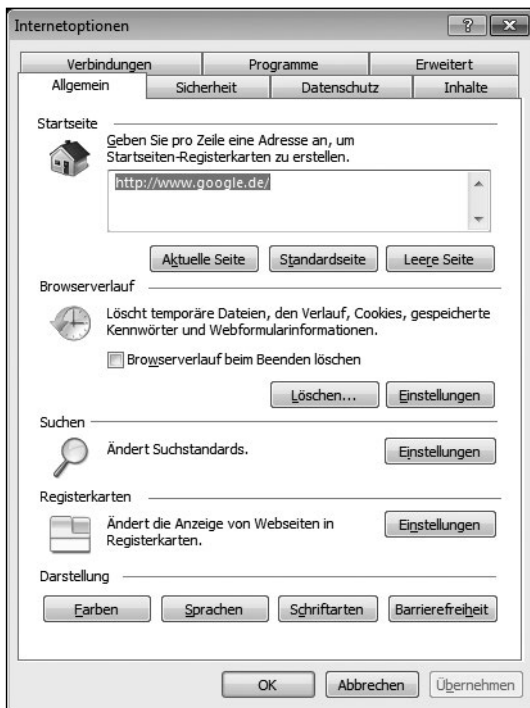 Internetoptionen
Verbindungen Programme Erweitert
Allgemein Sicherheit Datenschutz Inhalte
Startseite
Geben Sie pro Zeile eine Adresse an, um
Startseiten-Registerkarten zu erstellen.
http://www.google.de/
Aktuelle Seite Standardseite Leere Seite
Browserverlauf
Löscht temporäre Dateien, den Verlauf, Cookies, gespeicherte
Kennwörter und Webformularinformationen.
Browserverlauf beim Beenden löschen
Löschen... Einstellungen
Suchen
Ändert Suchstandards.
Einstellungen
Registerkarten
Ändert die Anzeige von Webseiten in
Registerkarten.
Einstellungen
Darstellung
Farben Sprachen Schriftarten Barrierefreiheit
OK Abbrechen Übernehmen